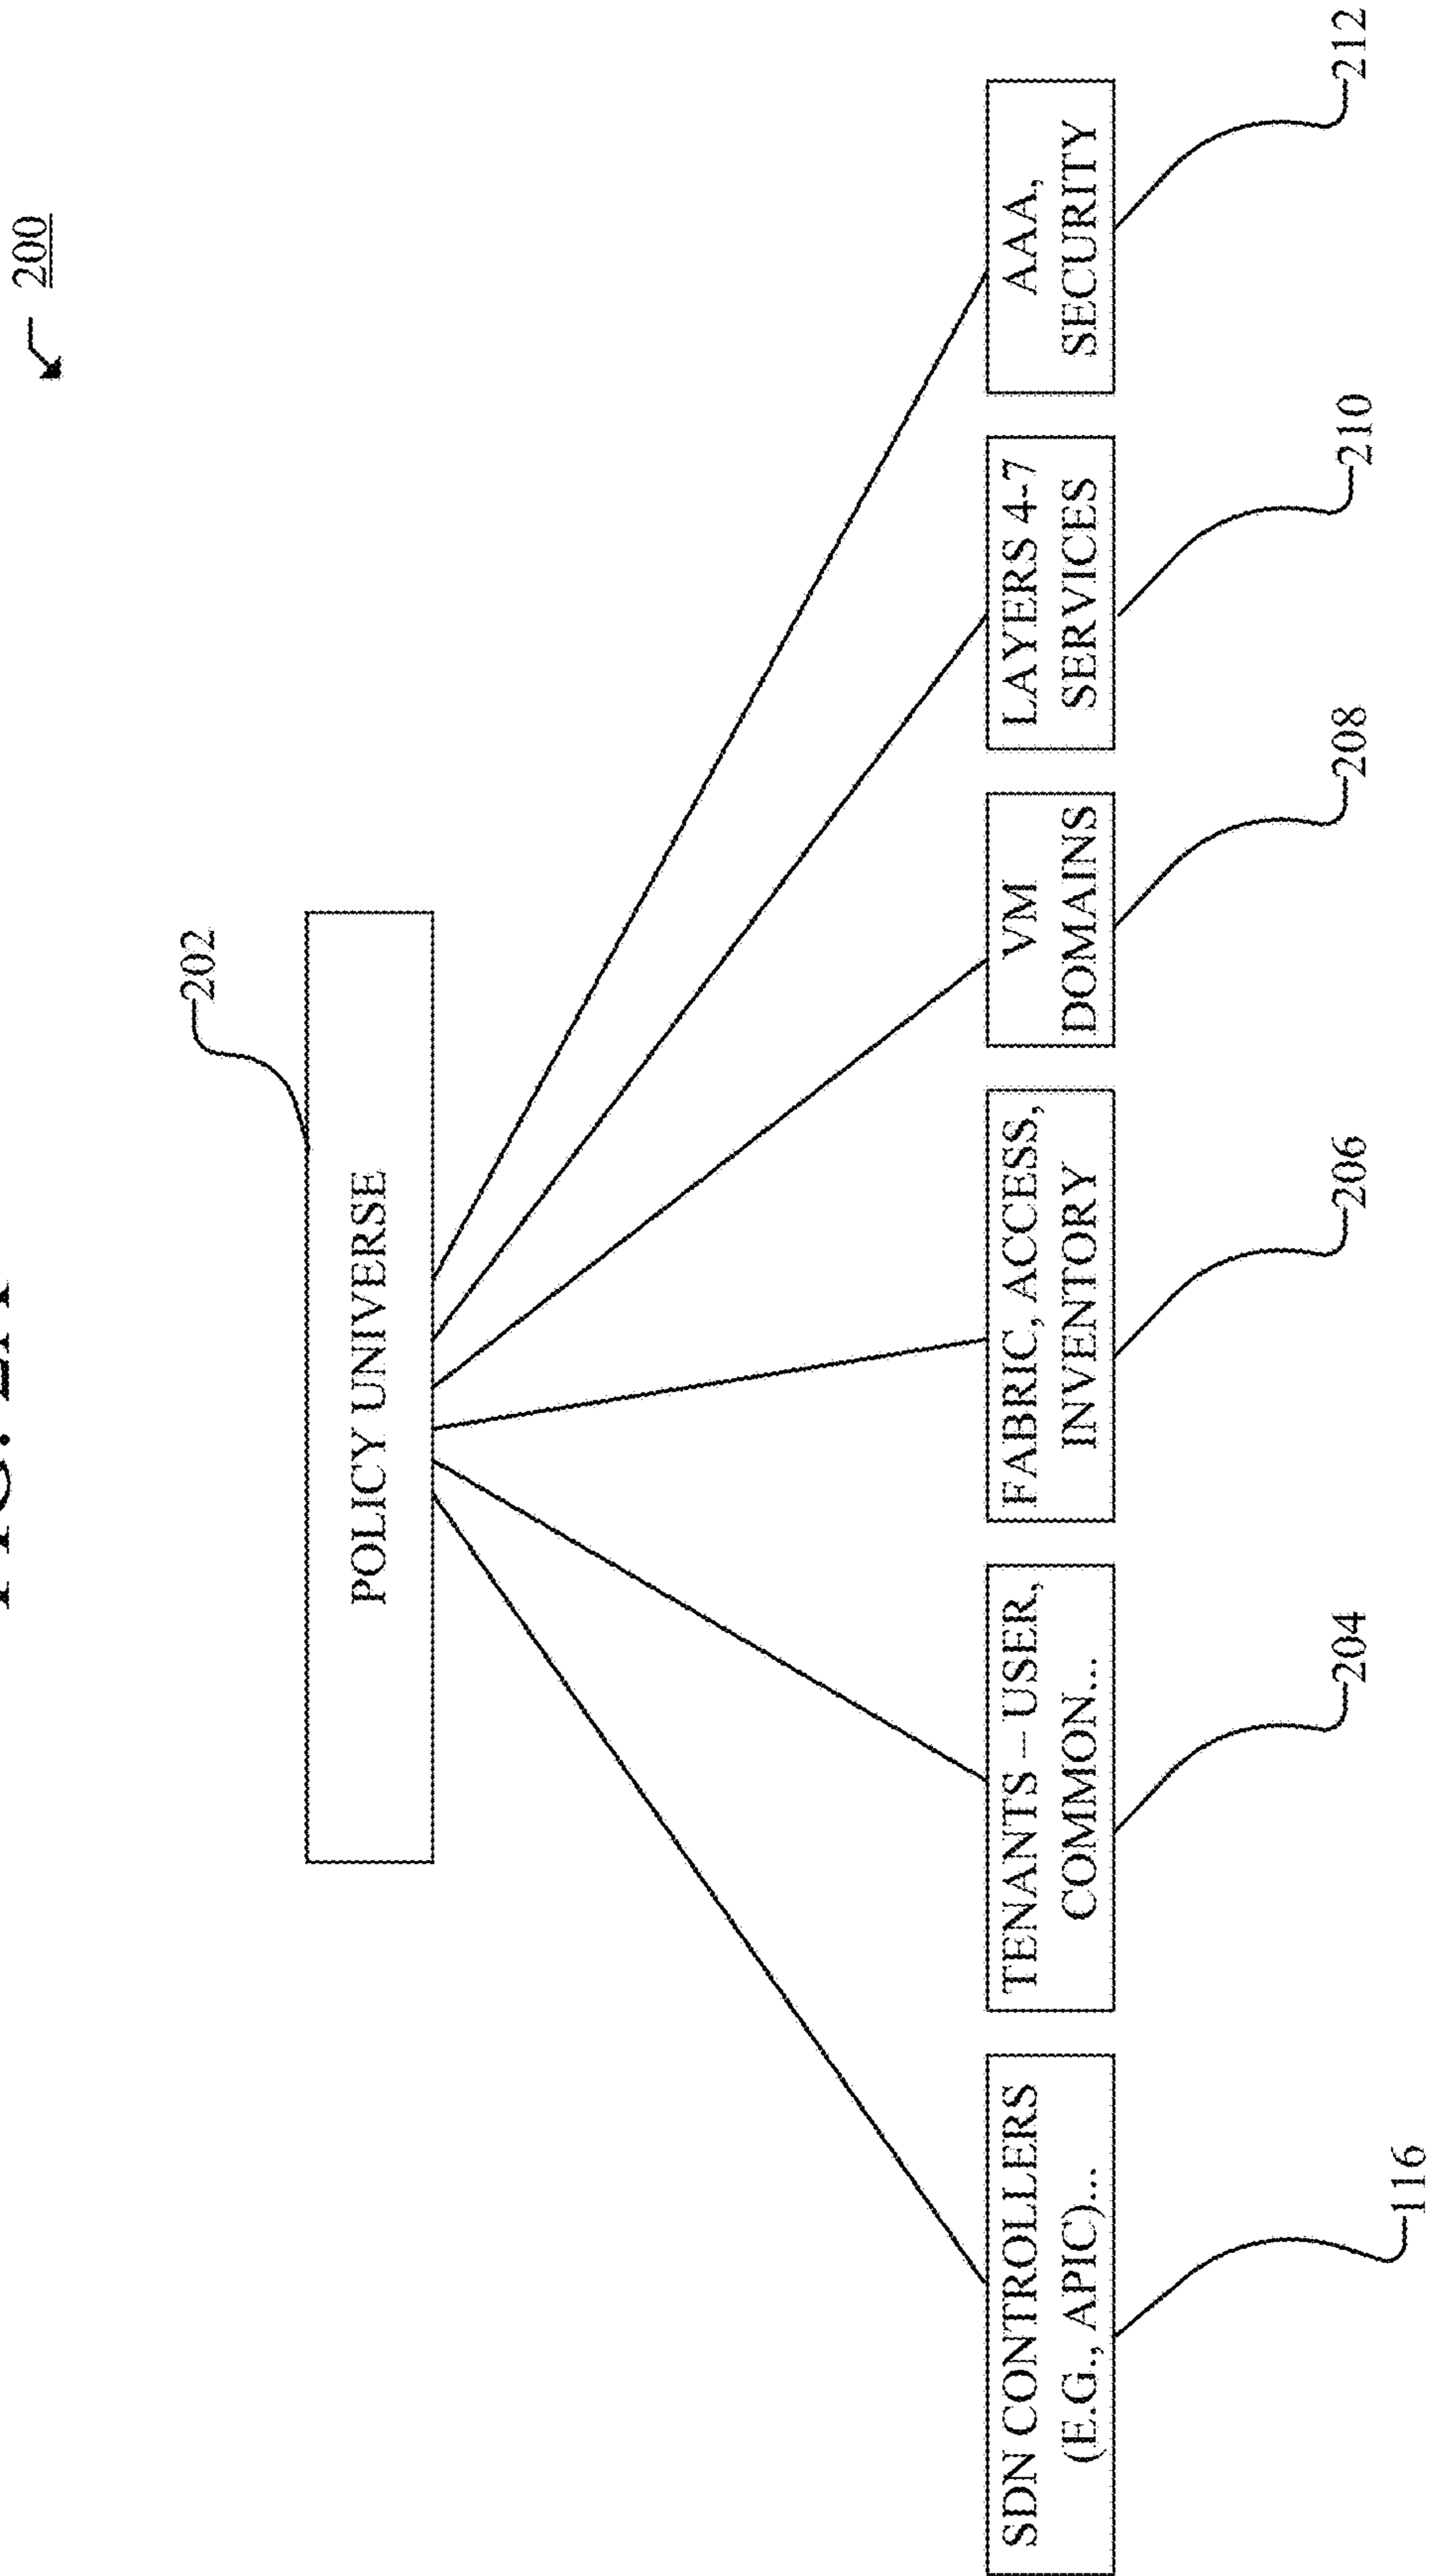 200
202
POLICY UNIVERSE
SDN CONTROLLERS
(E.G., APIC)...
TENANTS – USER,
COMMON...
FABRIC, ACCESS,
INVENTORY
VM
DOMAINS
LAYERS 4-7
SERVICES
AAA,
SECURITY
116
204
206
208
210
212